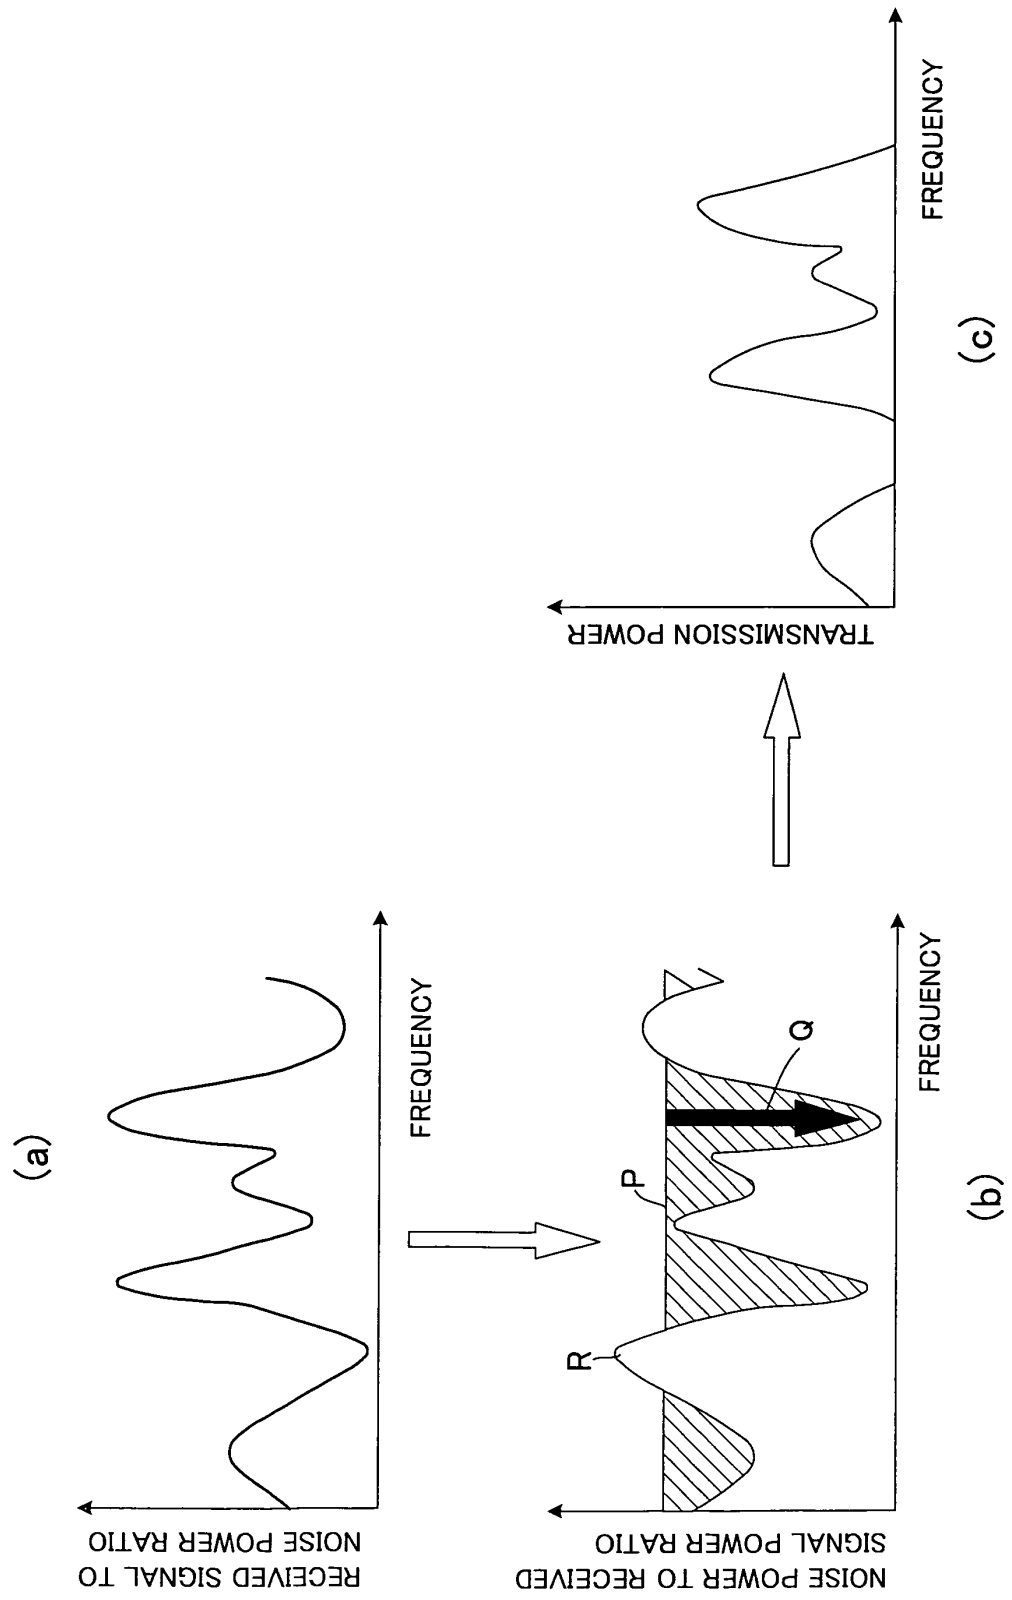 (a)
RECEIVED SIGNAL TO
NOISE POWER RATIO
FREQUENCY
NOISE POWER TO RECEIVED
SIGNAL POWER RATIO
R
P
Q
FREQUENCY
(b)
TRANSMISSION POWER
FREQUENCY
(c)